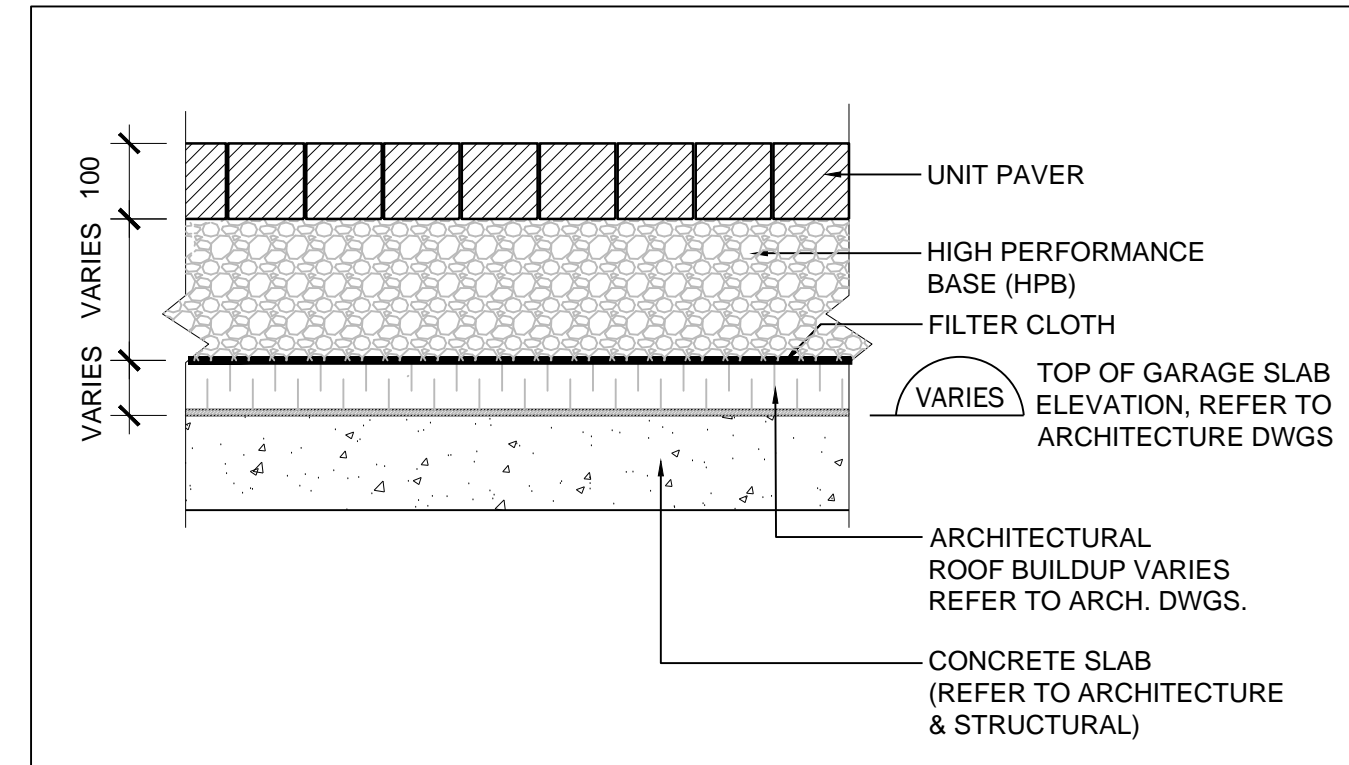 100
VARIES
VARIES
UNIT PAVER
HIGH PERFORMANCE
BASE (HPB)
FILTER CLOTH
VARIES
TOP OF GARAGE SLAB
ELEVATION, REFER TO
ARCHITECTURE DWGS
ARCHITECTURAL
ROOF BUILDUP VARIES
REFER TO ARCH. DWGS.
CONCRETE SLAB
(REFER TO ARCHITECTURE
& STRUCTURAL)